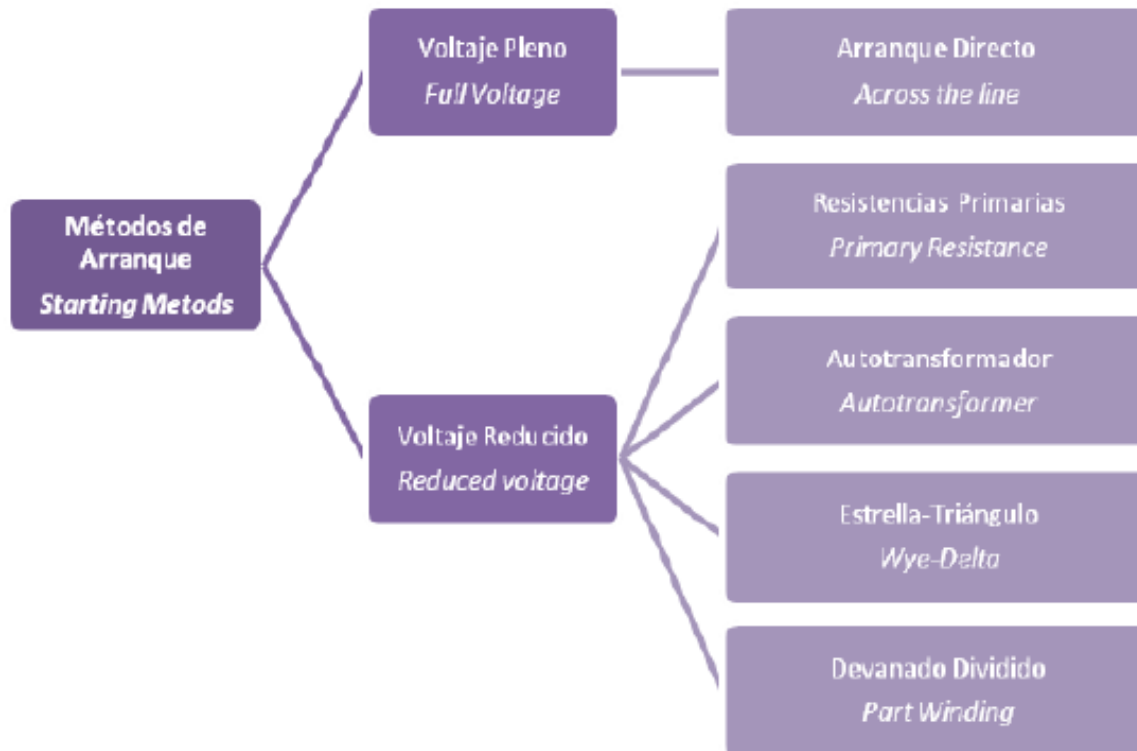 Métodos de
Arranque
Starting Metods
Voltaje Pleno
Full Voltage
Arranque Directo
Across the line
Voltaje Reducido
Reduced voltage
Resistencias Primarias
Primary Resistance
Autotransformador
Autotransformer
Estrella-Triángulo
Wye-Delta
Devanado Dividido
Part Winding